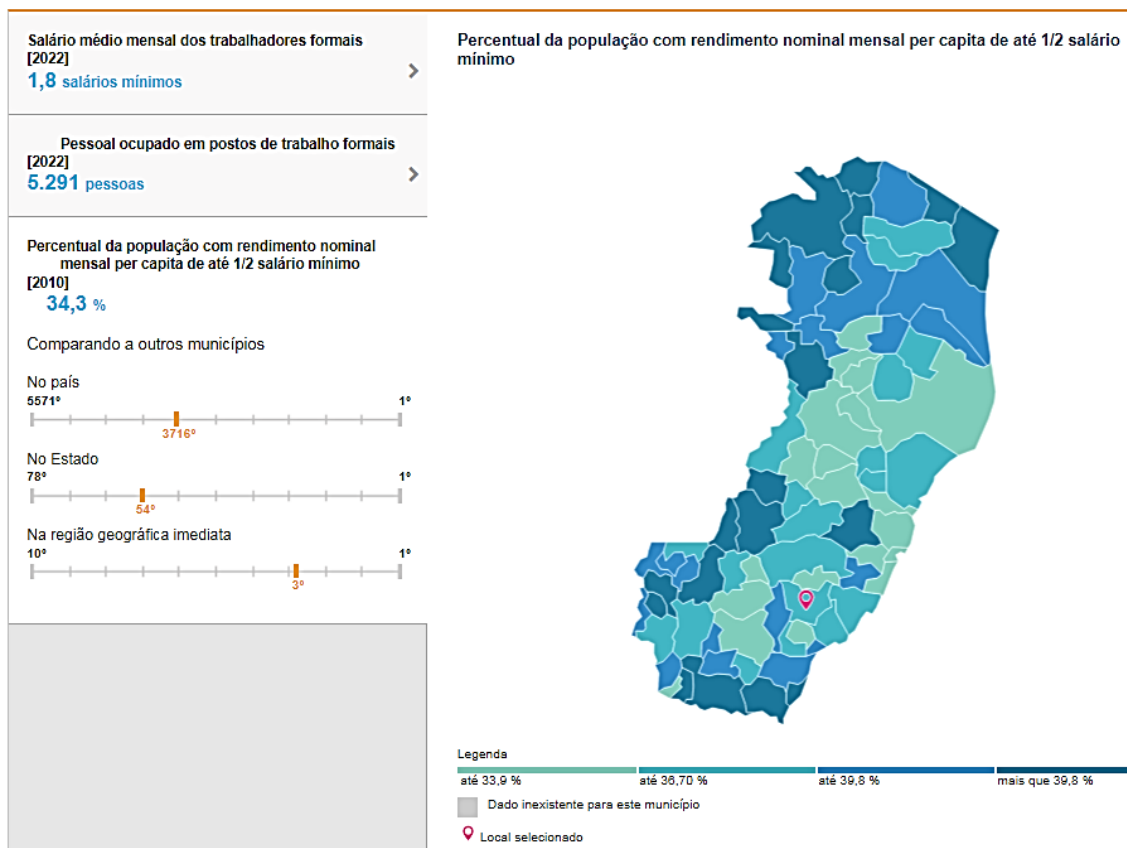 Salário médio mensal dos trabalhadores formais
[2022]
1,8 salários mínimos
Pessoal ocupado em postos de trabalho formais
[2022]
5.291 pessoas
Percentual da população com rendimento nominal
mensal per capita de até 1/2 salário mínimo
[2010]
34,3 %
Comparando a outros municípios
No país
5571º 1º
3716º
No Estado
78º 1º
54º
Na região geográfica imediata
10º 1º
3º
Percentual da população com rendimento nominal mensal per capita de até 1/2 salário
mínimo
Legenda
até 33,9 % até 36,70 % até 39,8 % mais que 39,8 %
Dado inexistente para este município
Local selecionado